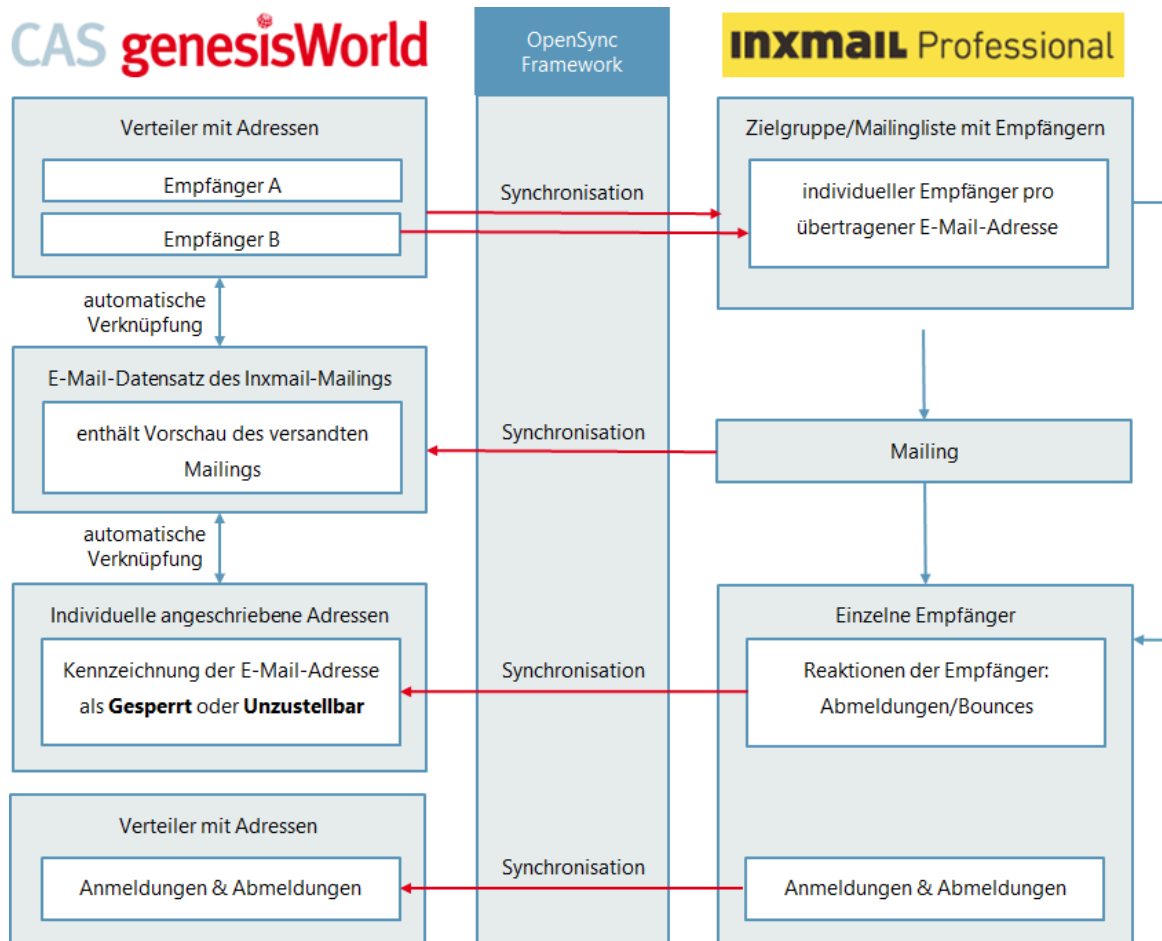 CAS genesisWorld
OpenSync
Framework
Inxmail Professional
Verteiler mit Adressen
Empfänger A
Empfänger B
Synchronisation
Zielgruppe/Mailingliste mit Empfängern
individueller Empfänger pro
übertragener E-Mail-Adresse
automatische
Verknüpfung
E-Mail-Datensatz des Inxmail-Mailings
enthält Vorschau des versandten
Mailings
Synchronisation
Mailing
automatische
Verknüpfung
Individuelle angeschriebene Adressen
Kennzeichnung der E-Mail-Adresse
als Gesperrt oder Unzustellbar
Synchronisation
Einzelne Empfänger
Reaktionen der Empfänger:
Abmeldungen/Bounces
Verteiler mit Adressen
Anmeldungen & Abmeldungen
Synchronisation
Anmeldungen & Abmeldungen